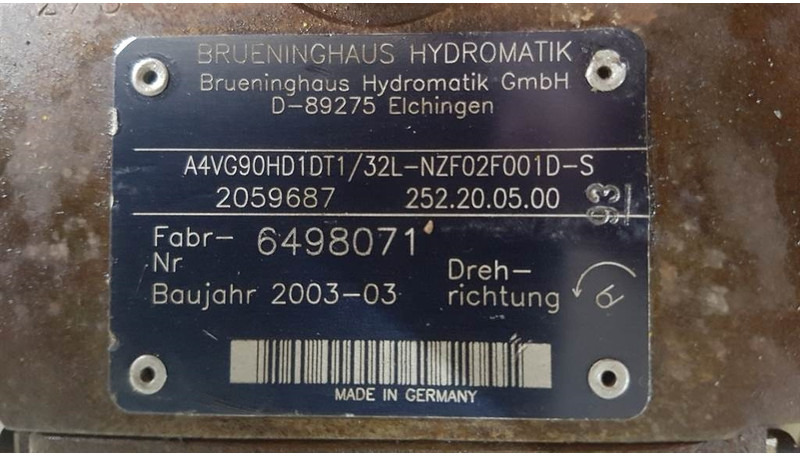 BRUENINGHAUS HYDROMATIK
Brueninghaus Hydromatik GmbH
D-89275 Elchingen
A4VG90HD1DT1/32L-NZF02F001D-S
2059687 252.20.05.00
93
Fabr-
Nr 6498071
Baujahr 2003-03
Dreh-
richtung
MADE IN GERMANY